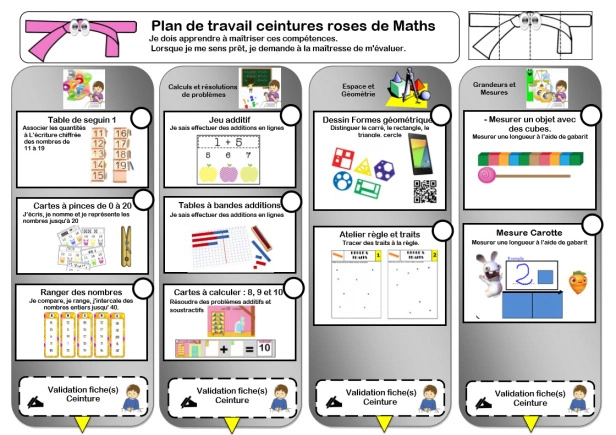 Plan de travail ceintures roses de Maths
Je dois apprendre à maîtriser ces compétences.
Lorsque je me sens prêt, je demande à la maîtresse de m'évaluer.
Table de seguin 1
Associer les quantités
à L'écriture chiffrée
des nombres de
11 à 19
11 16
12 17
13 18
14 19
15
Cartes à pinces de 0 à 20
J'écris, je nomme et je représente les
nombres jusqu'à 20
Ranger des nombres
Je compare, je range, j'intercale des
nombres entiers jusqu' 40.
Validation fiche(s)
Ceinture
Calculs et résolutions
de problèmes
Jeu additif
Je sais effectuer des additions en lignes
1 + 5
6 6 7
Tables à bandes additions
Je sais effectuer des additions en lignes
Cartes à calculer : 8, 9 et 10
Résoudre des problèmes additifs et
soustractifs
+ = 10
Validation fiche(s)
Ceinture
Espace et
Géométrie
Dessin Formes géométrique
Distinguer le carré, le rectangle, le
triangle. cercle
Atelier règle et traits
Tracer des traits à la règle.
1
2
Validation fiche(s)
Ceinture
Grandeurs et
Mesures
- Mesurer un objet avec
des cubes.
Mesurer une longueur à l'aide de gabarit
Mesure Carotte
Mesurer une longueur à l'aide de gabarit
Exemple
2
Validation fiche(s)
Ceinture